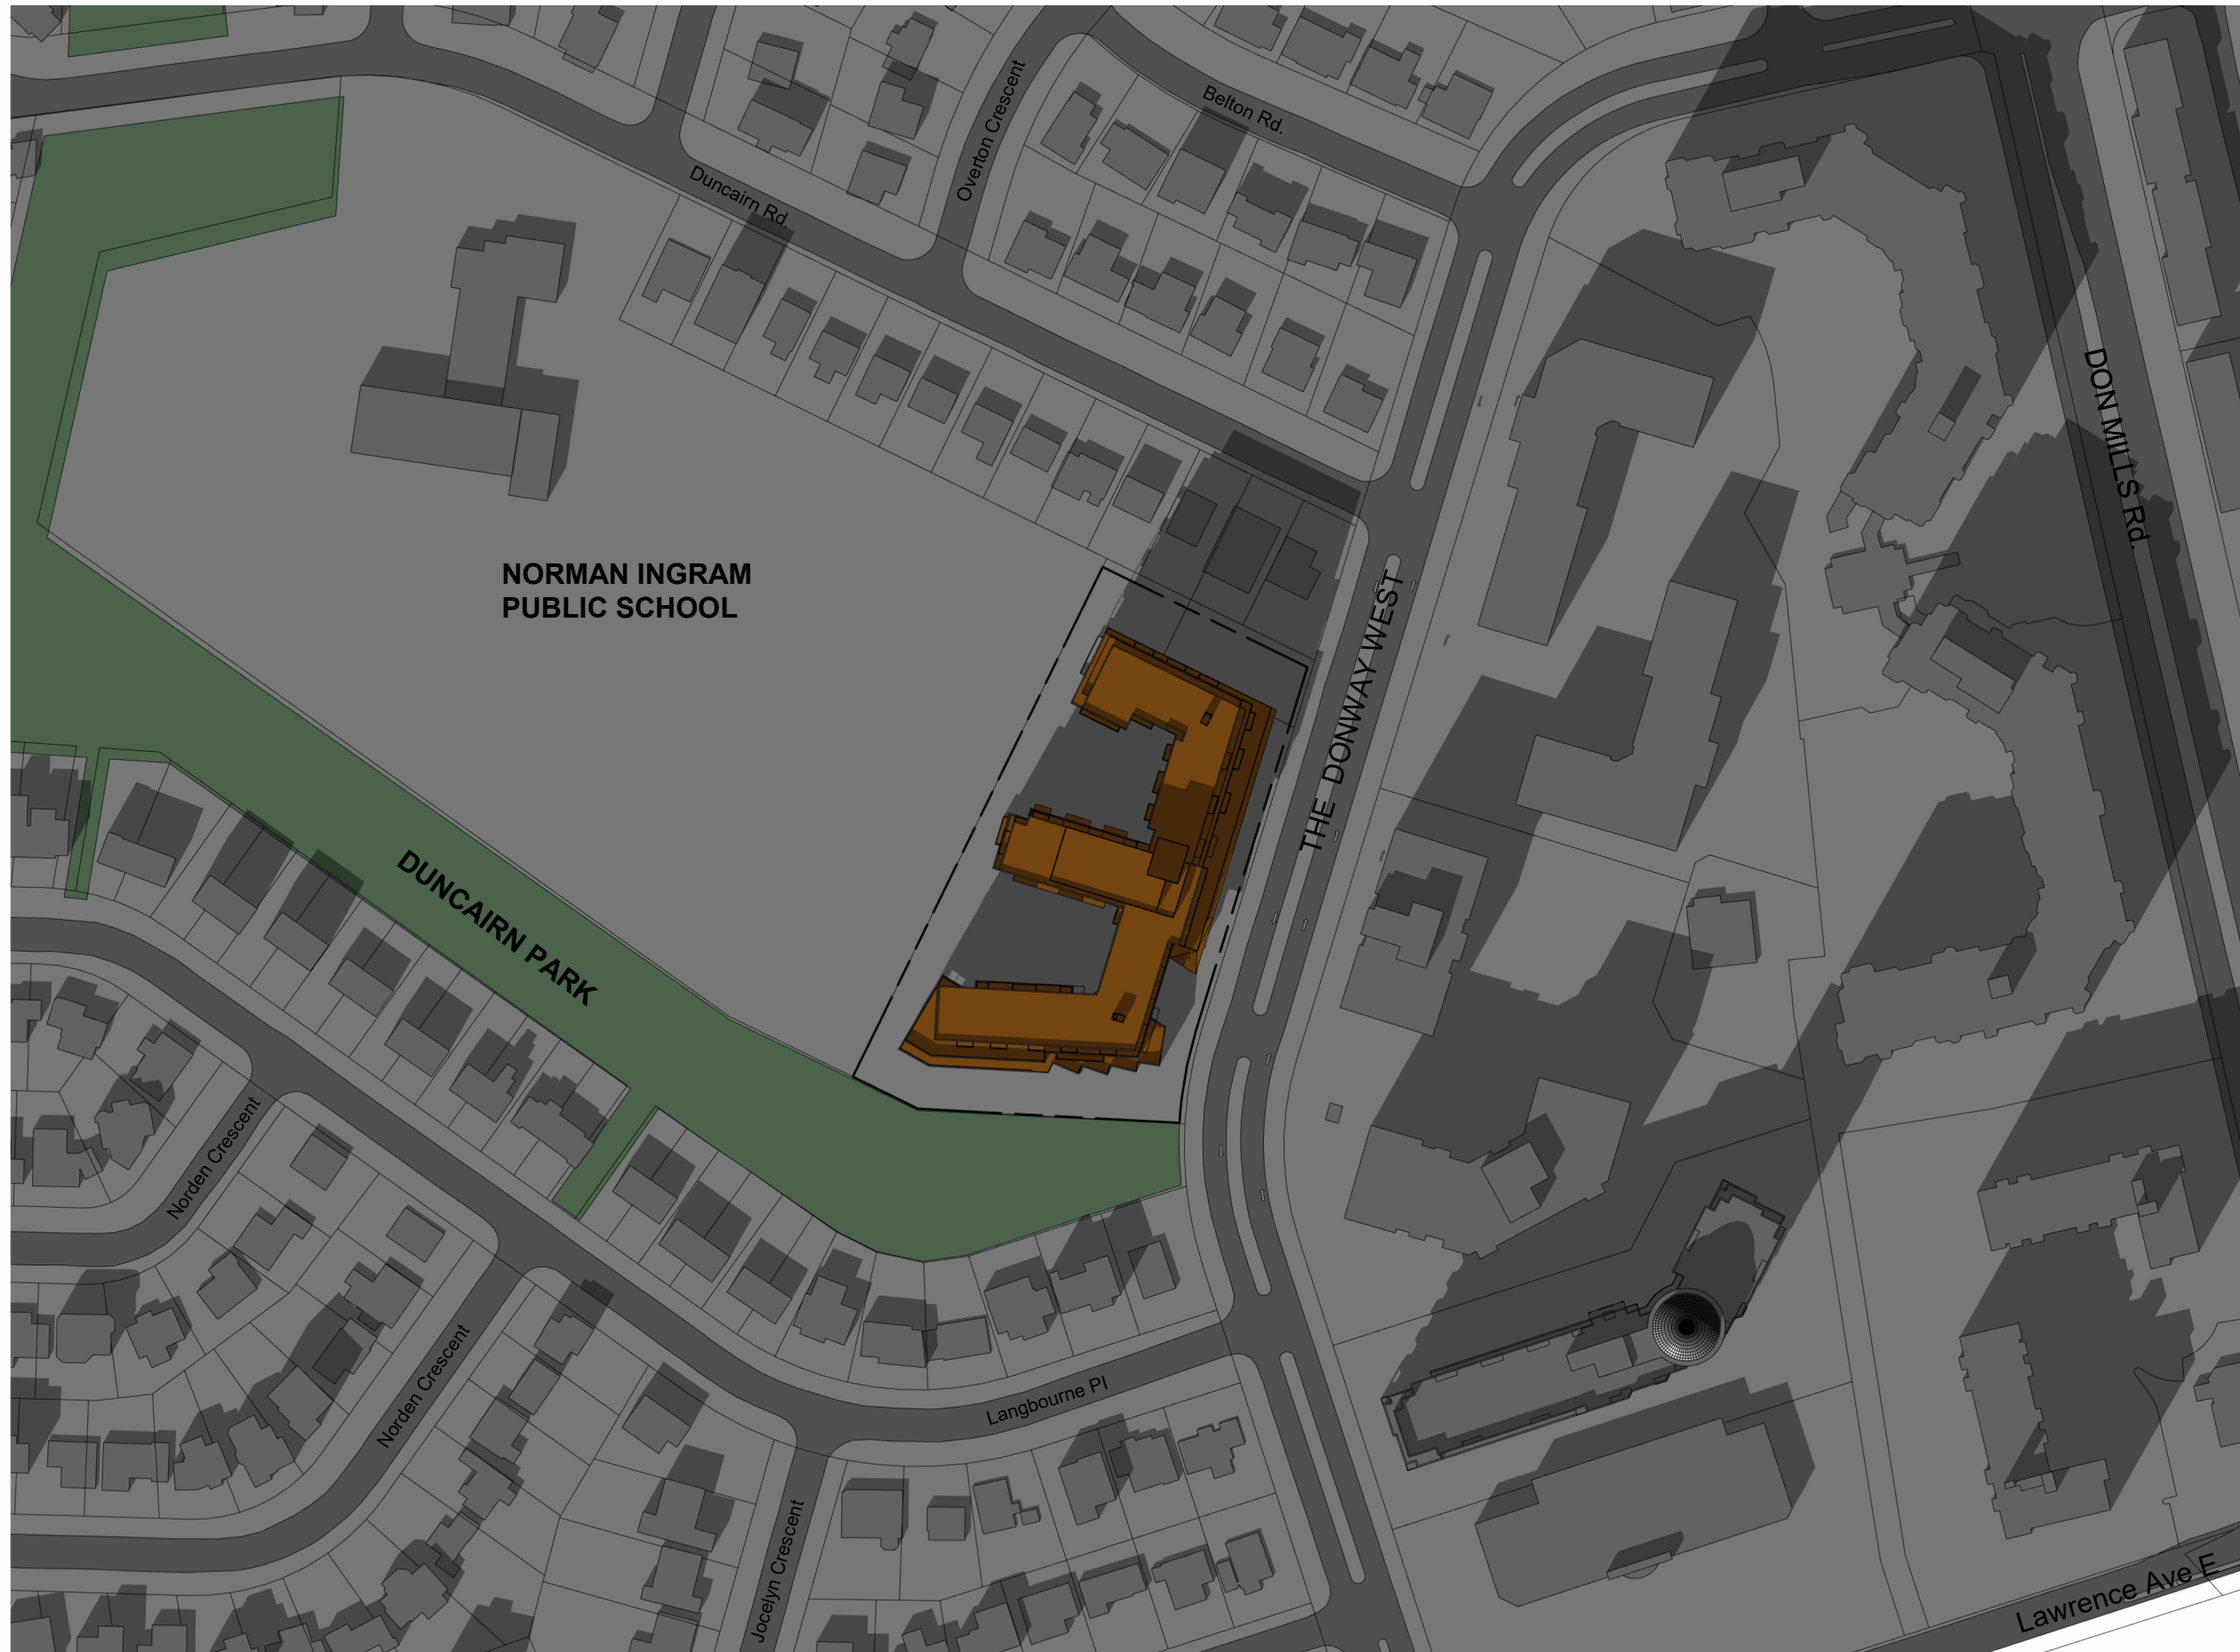 Overton Crescent
Belton Rd.
Duncairn Rd.
DON MILLS Rd.
NORMAN INGRAM
PUBLIC SCHOOL
THE DONWAY WEST
DUNCAIRN PARK
Norden Crescent
Norden Crescent
Langbourne Pl
Jocelyn Crescent
Lawrence Ave E